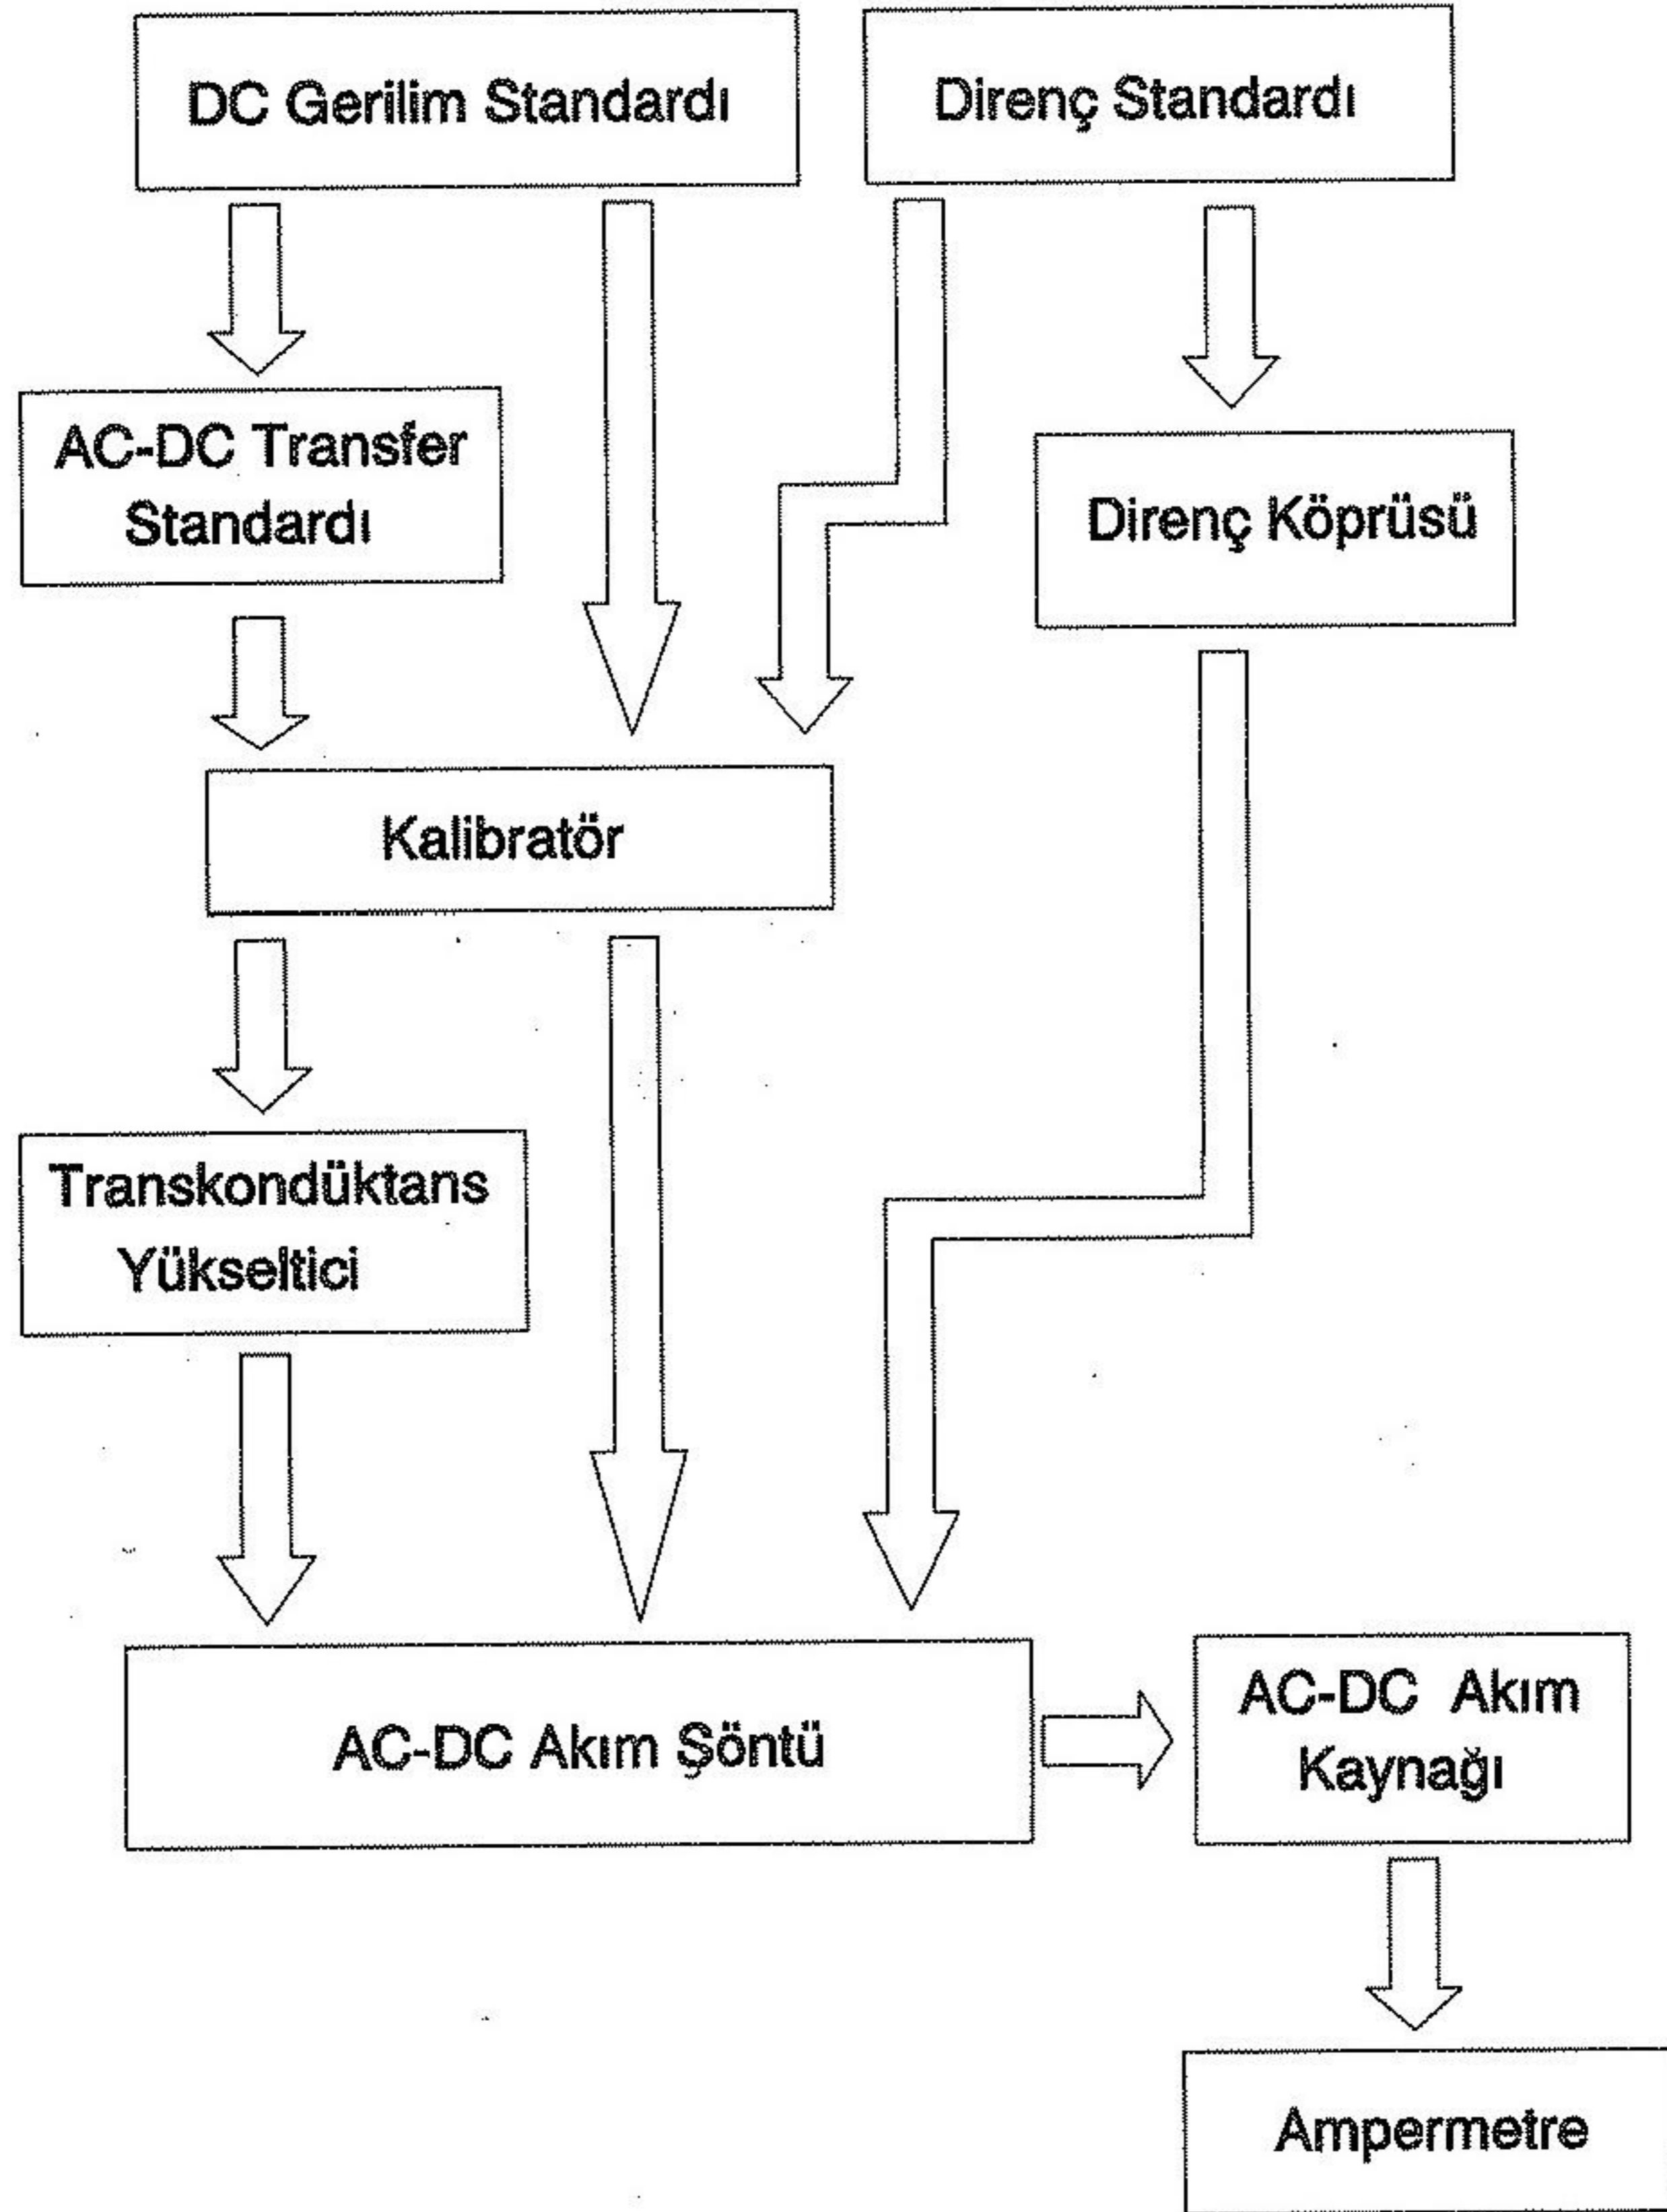 DC Gerilim Standardı
Direnç Standardı
AC-DC Transfer
Standardı
Direnç Köprüsü
Kalibratör
Transkondüktans
Yükseltici
AC-DC Akım Şöntü
AC-DC Akım
Kaynağı
Ampermetre